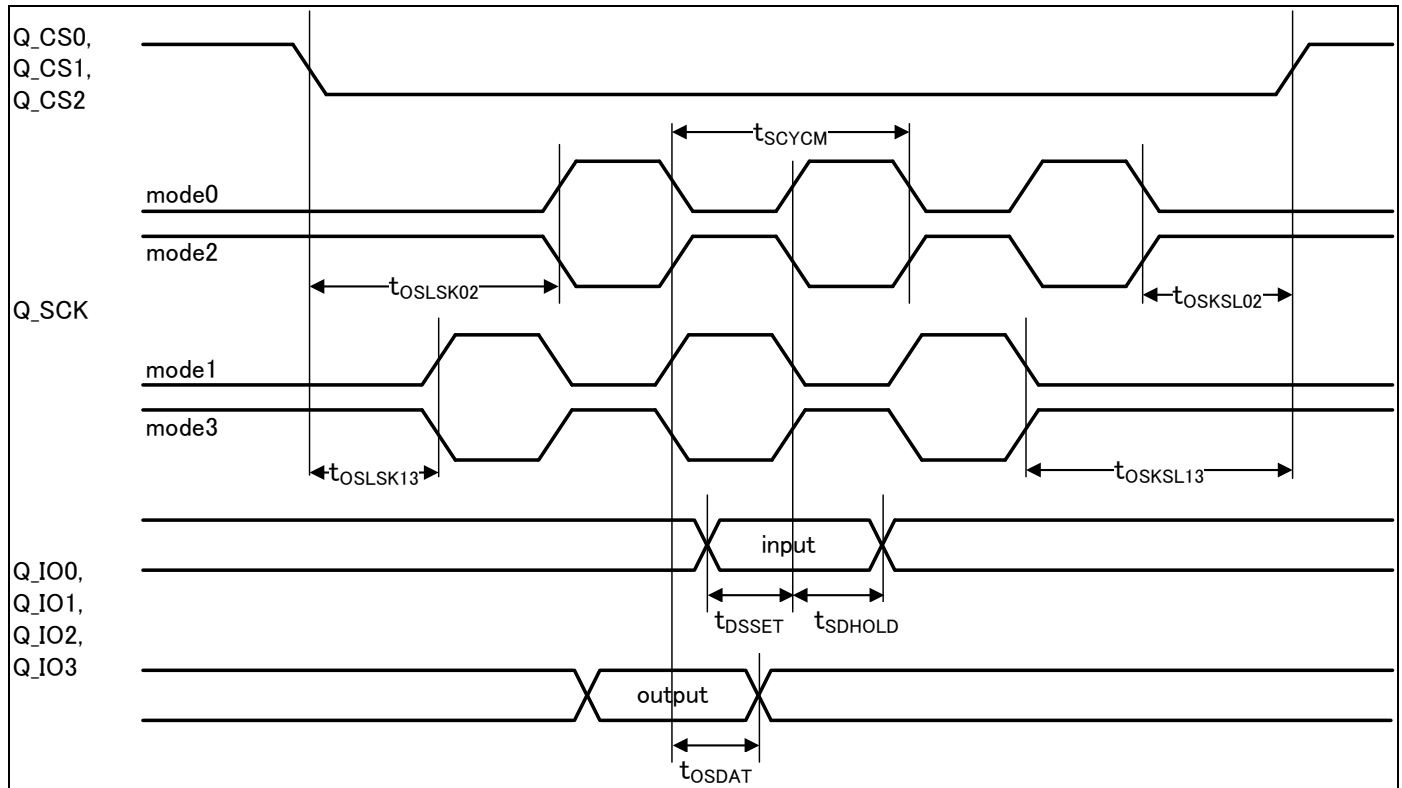 Q_CS0,
Q_CS1,
Q_CS2
tSCYCM
mode0
mode2
tOSLSK02
tOSKSL02
Q_SCK
mode1
mode3
tOSLSK13
tOSKSL13
input
Q_IO0,
Q_IO1,
Q_IO2,
Q_IO3
tDSSET
tSDHOLD
output
tOSDAT